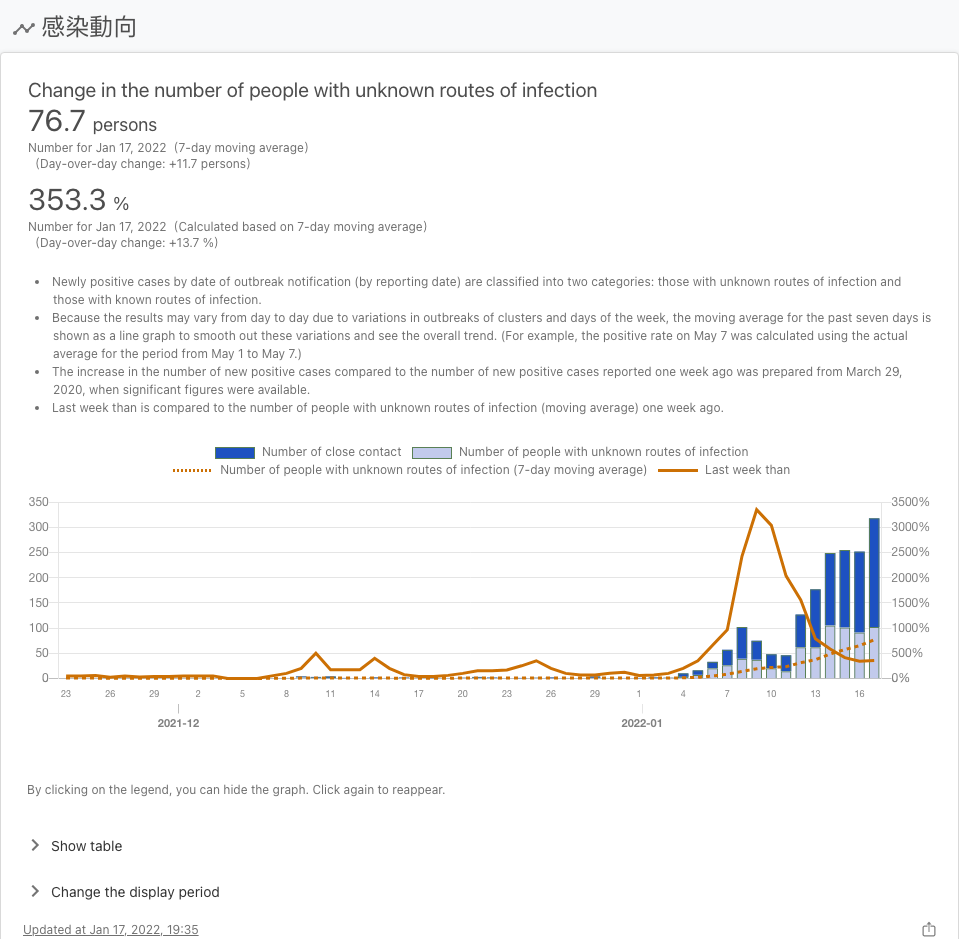 感染動向
Change in the number of people with unknown routes of infection
76.7 persons
Number for Jan 17, 2022 (7-day moving average)
(Day-over-day change: +11.7 persons)
353.3 %
Number for Jan 17, 2022 (Calculated based on 7-day moving average)
(Day-over-day change: +13.7 %)
• Newly positive cases by date of outbreak notification (by reporting date) are classified into two categories: those with unknown routes of infection and
those with known routes of infection.
• Because the results may vary from day to day due to variations in outbreaks of clusters and days of the week, the moving average for the past seven days is
shown as a line graph to smooth out these variations and see the overall trend. (For example, the positive rate on May 7 was calculated using the actual
average for the period from May 1 to May 7.)
• The increase in the number of new positive cases compared to the number of new positive cases reported one week ago was prepared from March 29,
2020, when significant figures were available.
• Last week than is compared to the number of people with unknown routes of infection (moving average) one week ago.
Number of close contact Number of people with unknown routes of infection
Number of people with unknown routes of infection (7-day moving average) Last week than
350 3500%
300 3000%
250 2500%
200 2000%
150 1500%
100 1000%
50 500%
0 0%
23 26 29 2 5 8 11 14 17 20 23 26 29 1 4 7 10 13 16
2021-12 2022-01
By clicking on the legend, you can hide the graph. Click again to reappear.
Show table
Change the display period
Updated at Jan 17, 2022, 19:35